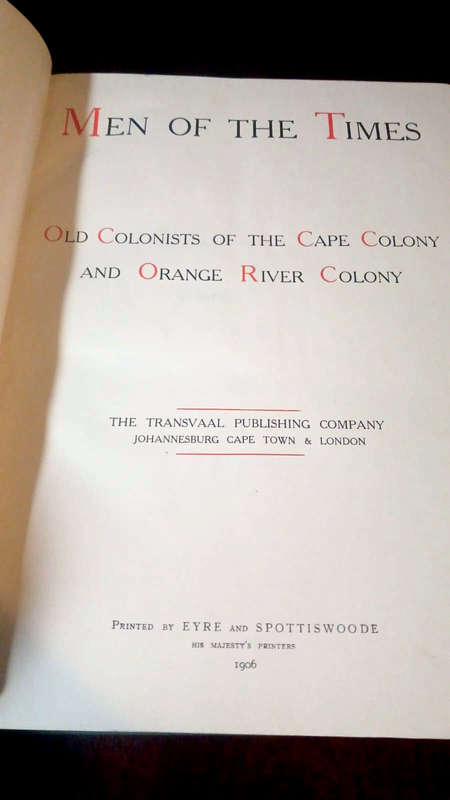 Men of the Times
Old Colonists of the Cape Colony
and Orange River Colony
THE TRANSVAAL PUBLISHING COMPANY
JOHANNESBURG CAPE TOWN & LONDON
Printed by EYRE and SPOTTISWOODE
HIS MAJESTY'S PRINTERS
1906